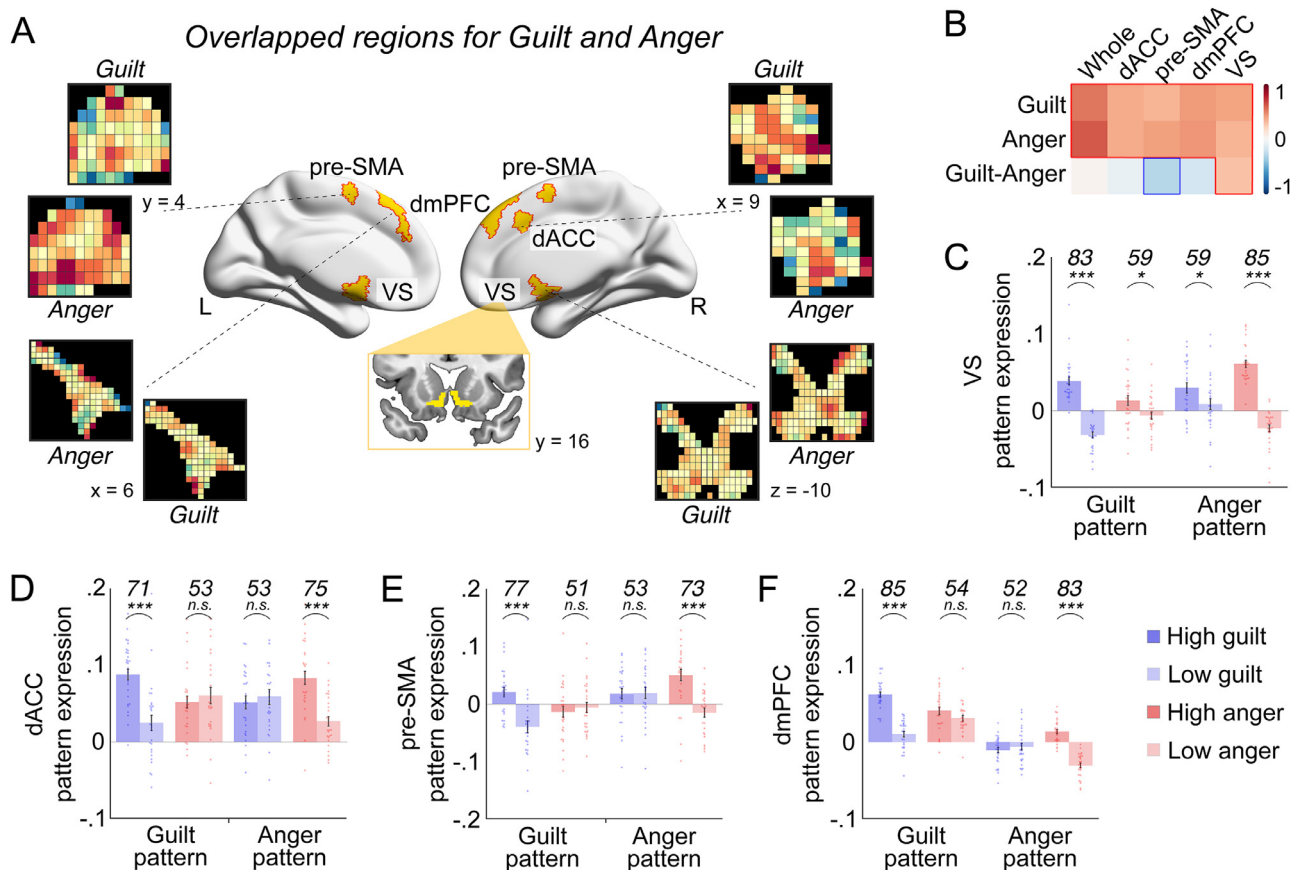 A
Overlapped regions for Guilt and Anger
Guilt
y = 4
Anger
Anger
x = 6
Guilt
pre-SMA
dmPFC
VS
L
pre-SMA
dACC
VS
R
y = 16
x = 9
Anger
Guilt
Anger
z = -10
Guilt
B
Whole
dACC
pre-SMA
dmPFC
VS
Guilt
Anger
Guilt-Anger
1
0
-1
C
VS
pattern expression
.2
0.1
0
-.1
83 59 59 85
*** * * ***
Guilt pattern
Anger pattern
D
dACC
pattern expression
.2
0.1
0
-.1
71 53 53 75
*** n.s. n.s. ***
Guilt pattern
Anger pattern
E
pre-SMA
pattern expression
.2
0.1
0
-0.1
-.2
77 51 53 73
*** n.s. n.s. ***
Guilt pattern
Anger pattern
F
dmPFC
pattern expression
.2
0.1
0
-.1
85 54 52 83
*** n.s. n.s. ***
Guilt pattern
Anger pattern
High guilt
Low guilt
High anger
Low anger